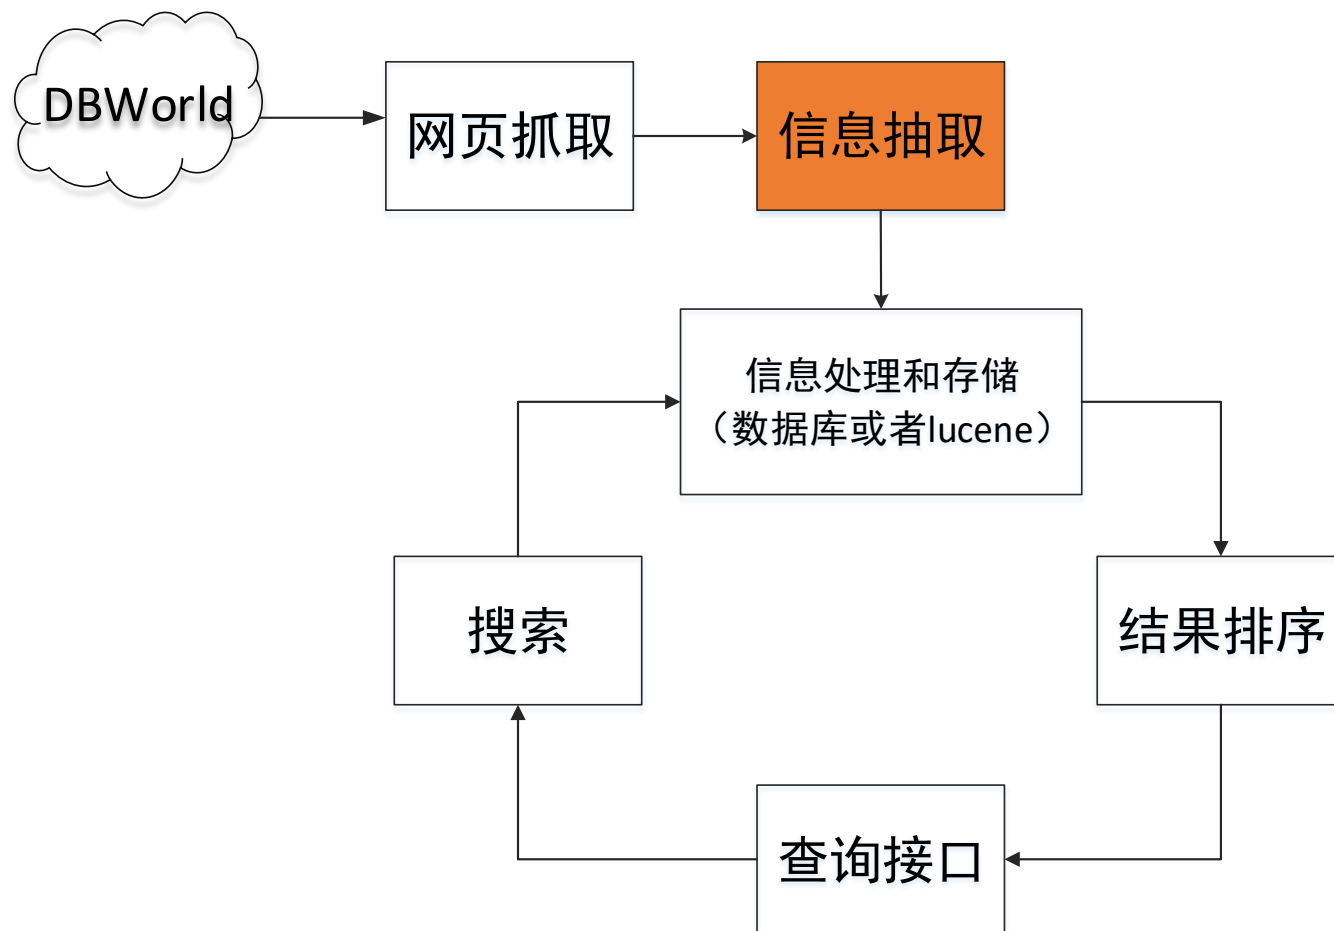 DBWorld
网页抓取
信息抽取
信息处理和存储
（数据库或者lucene）
搜索
结果排序
查询接口